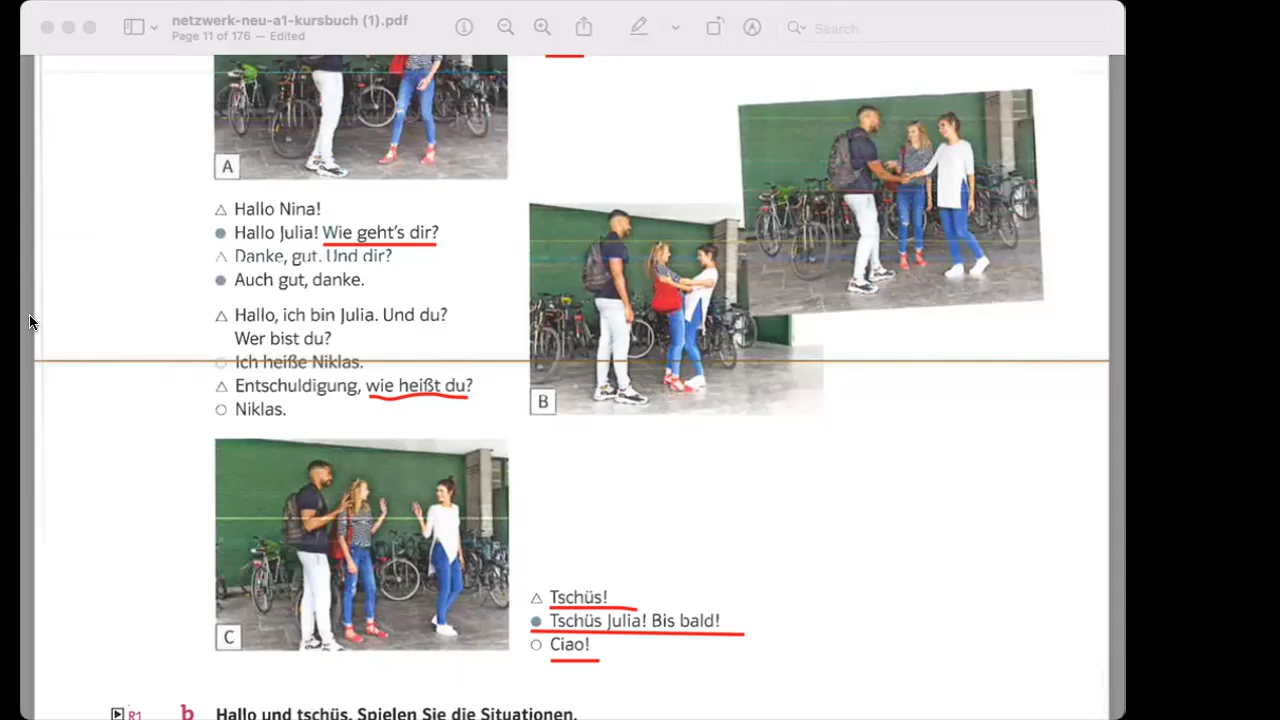 netzwerk-neu-a1-kursbuch (1).pdf
Page 11 of 176 — Edited
Search
A
△ Hallo Nina!
● Hallo Julia! Wie geht's dir?
△ Danke, gut. Und dir?
● Auch gut, danke.
△ Hallo, ich bin Julia. Und du?
Wer bist du?
○ Ich heiße Niklas.
△ Entschuldigung, wie heißt du?
○ Niklas.
B
C
△ Tschüs!
● Tschüs Julia! Bis bald!
○ Ciao!
R1 b Hallo und tschüs. Spielen Sie die Situationen.